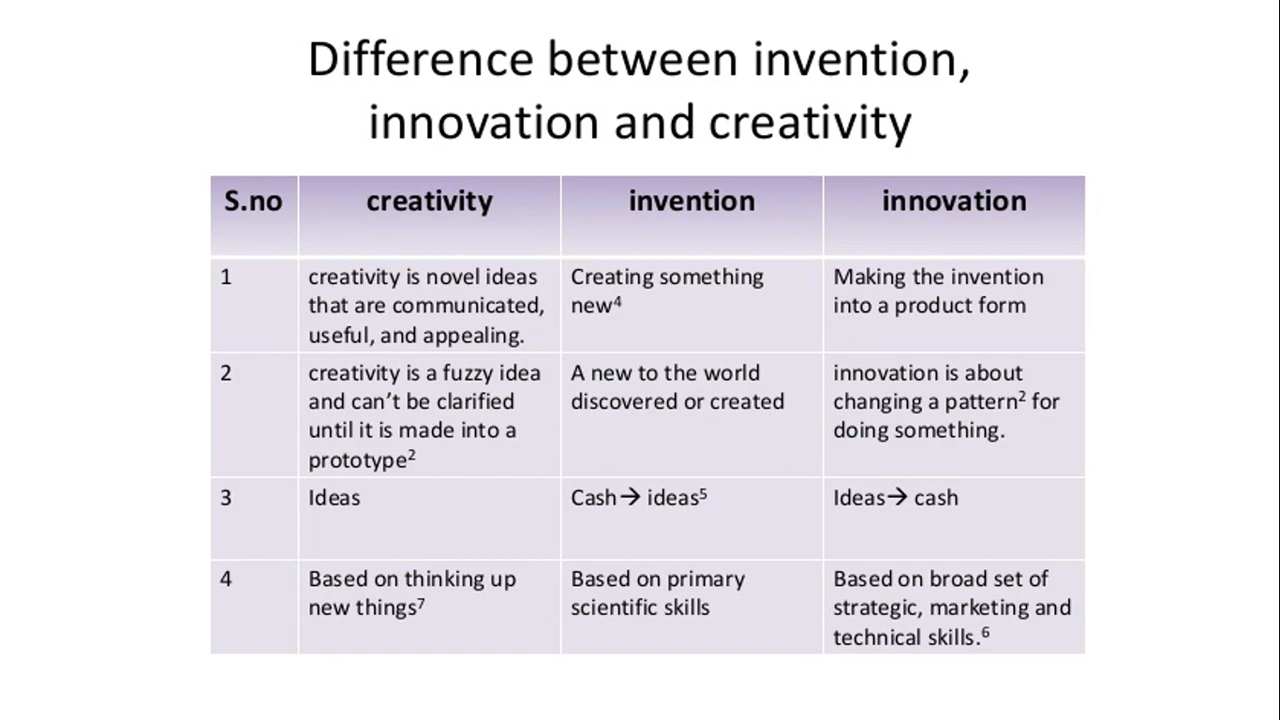 Difference between invention,
innovation and creativity
S.no creativity invention innovation
1
creativity is novel ideas
that are communicated,
useful, and appealing.
Creating something
new⁴
Making the invention
into a product form
2
creativity is a fuzzy idea
and can’t be clarified
until it is made into a
prototype²
A new to the world
discovered or created
innovation is about
changing a pattern² for
doing something.
3
Ideas
Cash→ ideas⁵
Ideas→ cash
4
Based on thinking up
new things⁷
Based on primary
scientific skills
Based on broad set of
strategic, marketing and
technical skills.⁶